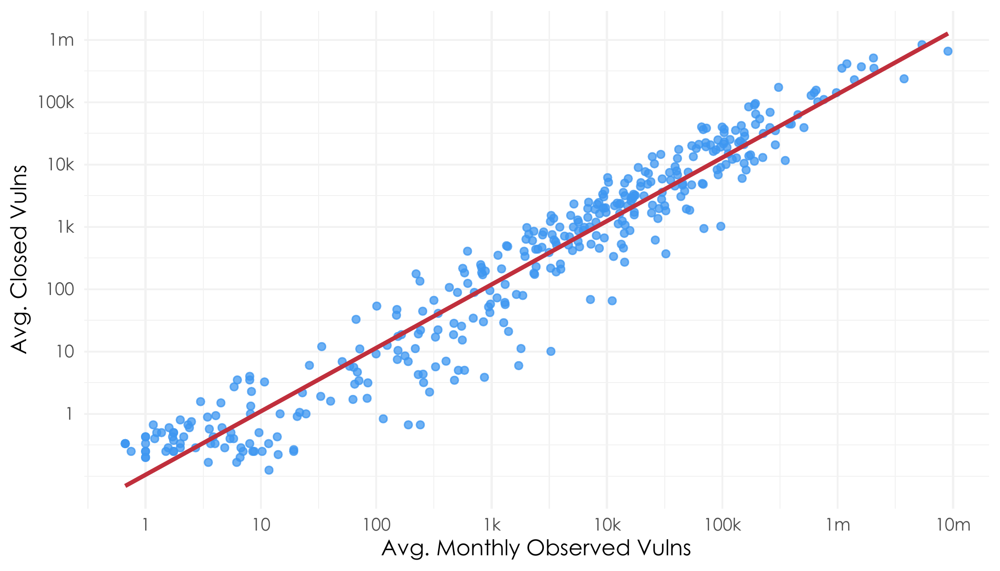 Avg. Closed Vulns
1m
100k
10k
1k
100
10
1
1 10 100 1k 10k 100k 1m 10m
Avg. Monthly Observed Vulns